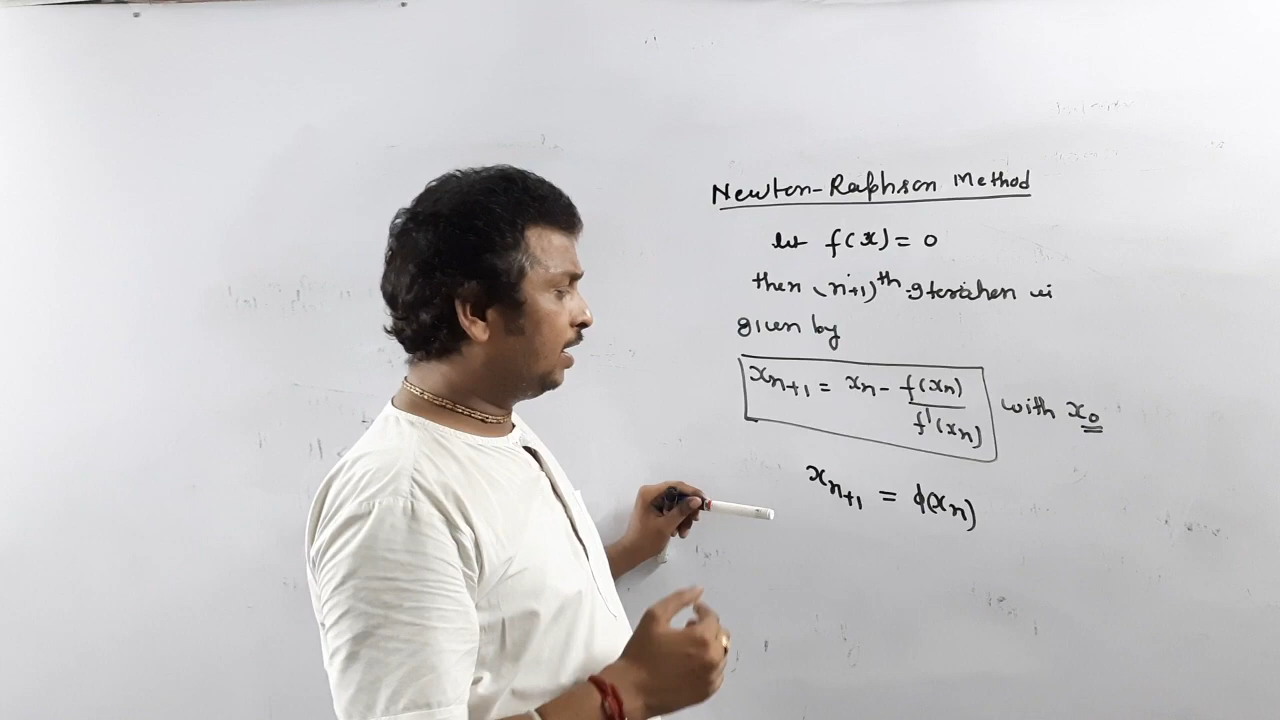 Newton-Raphson Method
let f(x) = 0
then (n+1)th iteration is
given by
xn+1 = xn - f(xn) / f'(xn) with x0
xn+1 = ϕ(xn)